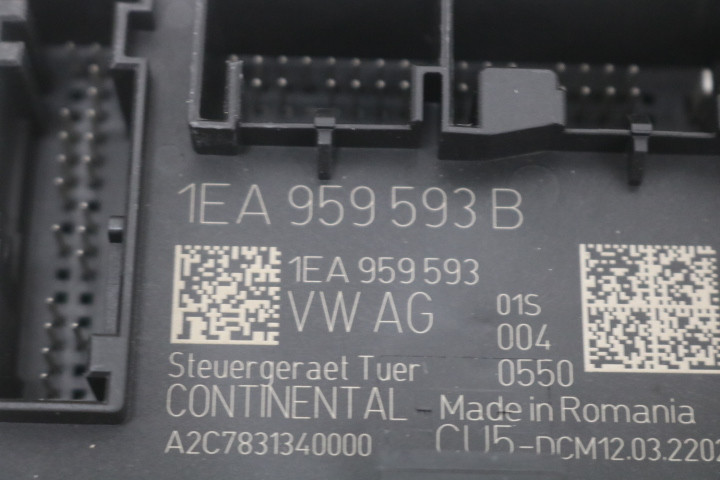 1EA 959 593 B
1EA 959 593
VW AG 01S
004
Steuergeraet Tuer 0550
CONTINENTAL - Made in Romania
A2C7831340000 CU5-DCM12.03.2202